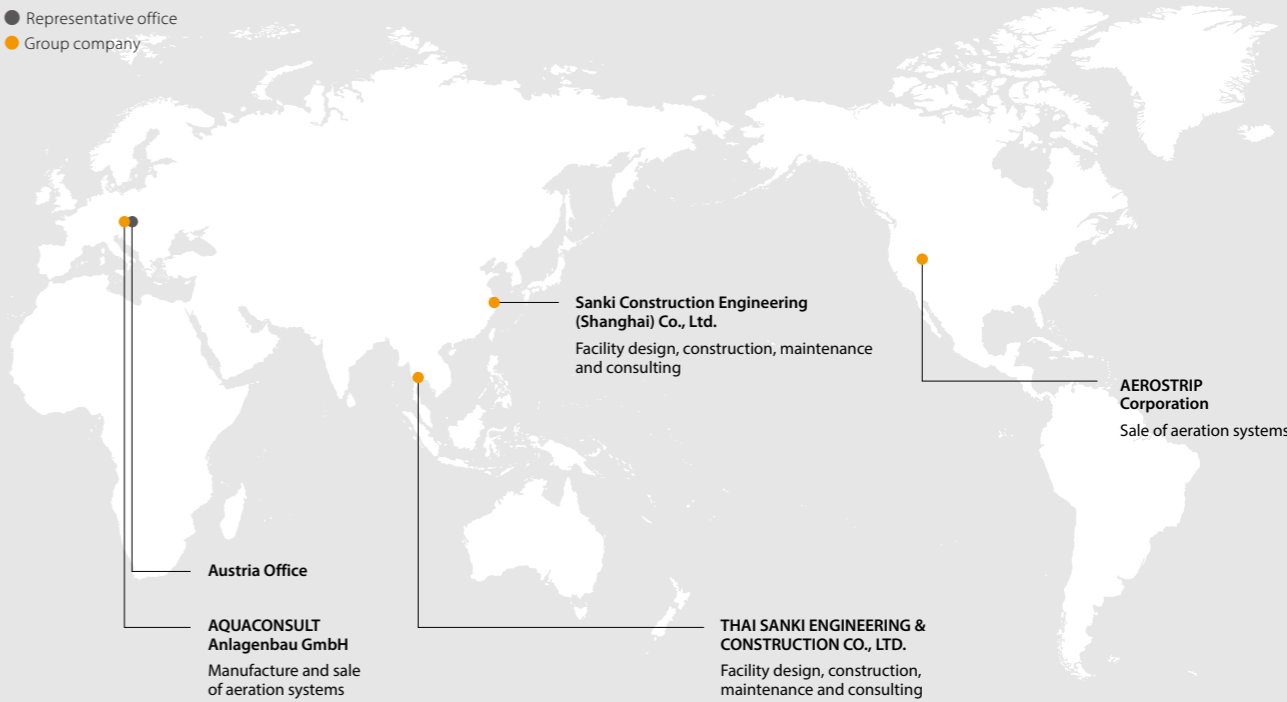 Representative office
Group company
Sanki Construction Engineering
(Shanghai) Co., Ltd.
Facility design, construction, maintenance
and consulting
AEROSTRIP
Corporation
Sale of aeration systems
Austria Office
AQUACONSULT
Anlagenbau GmbH
Manufacture and sale
of aeration systems
THAI SANKI ENGINEERING &
CONSTRUCTION CO., LTD.
Facility design, construction,
maintenance and consulting